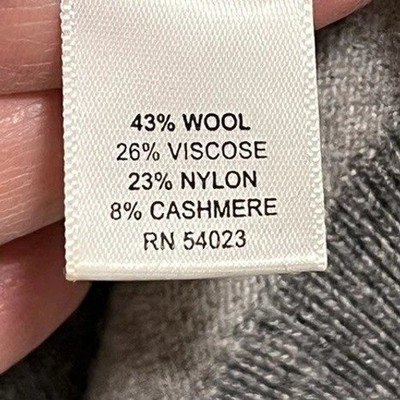 43% WOOL
26% VISCOSE
23% NYLON
8% CASHMERE
RN 54023